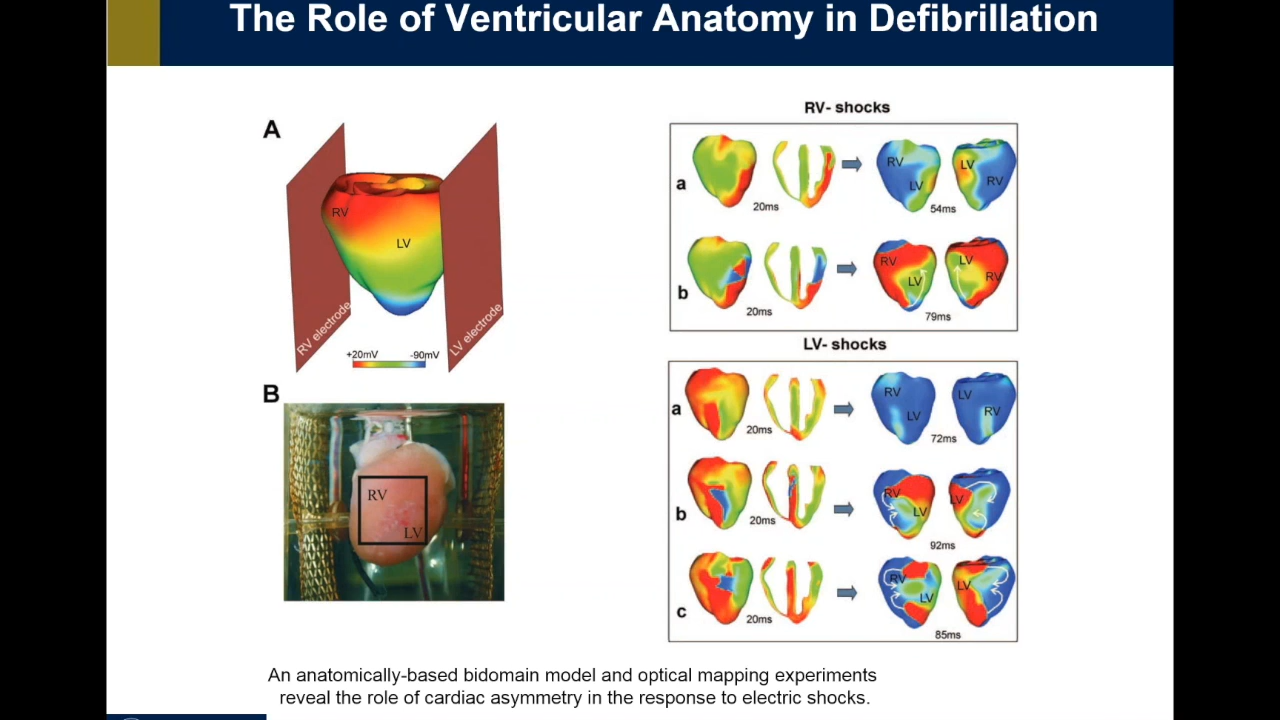 The Role of Ventricular Anatomy in Defibrillation
A
RV
LV
RV electrode
LV electrode
+20mV
-90mV
B
RV
LV
RV- shocks
a
20ms
RV
LV
LV
RV
54ms
b
20ms
RV
LV
LV
RV
79ms
LV- shocks
a
20ms
RV
LV
LV
RV
72ms
b
20ms
RV
LV
LV
92ms
c
20ms
RV
LV
LV
85ms
An anatomically-based bidomain model and optical mapping experiments
reveal the role of cardiac asymmetry in the response to electric shocks.